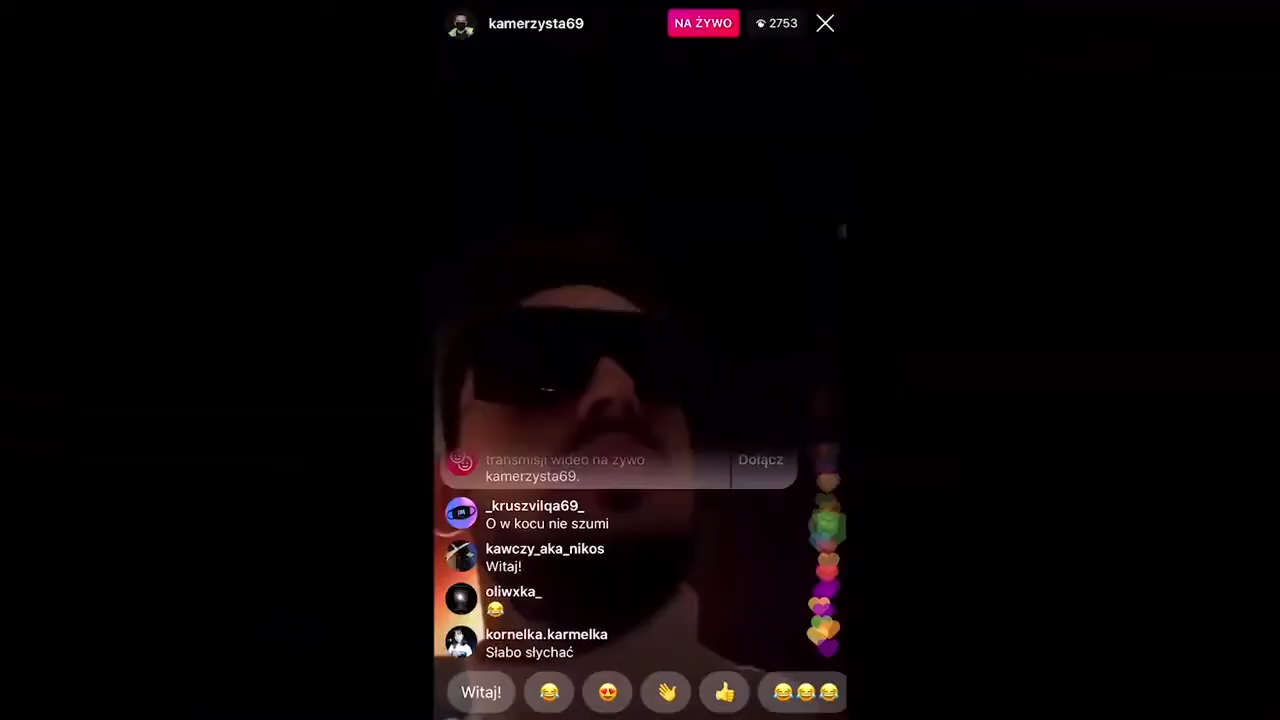 kamerzysta69
NA ŻYWO
2753
transmisji wideo na żywo
kamerzysta69.
Dołącz
_kruszvilqa69_
O w kocu nie szumi
kawczy_aka_nikos
Witaj!
oliwxka_
😂
kornelka.karmelka
Słabo słychać
Witaj! 😂 😍 👋 👍 😂😂😂